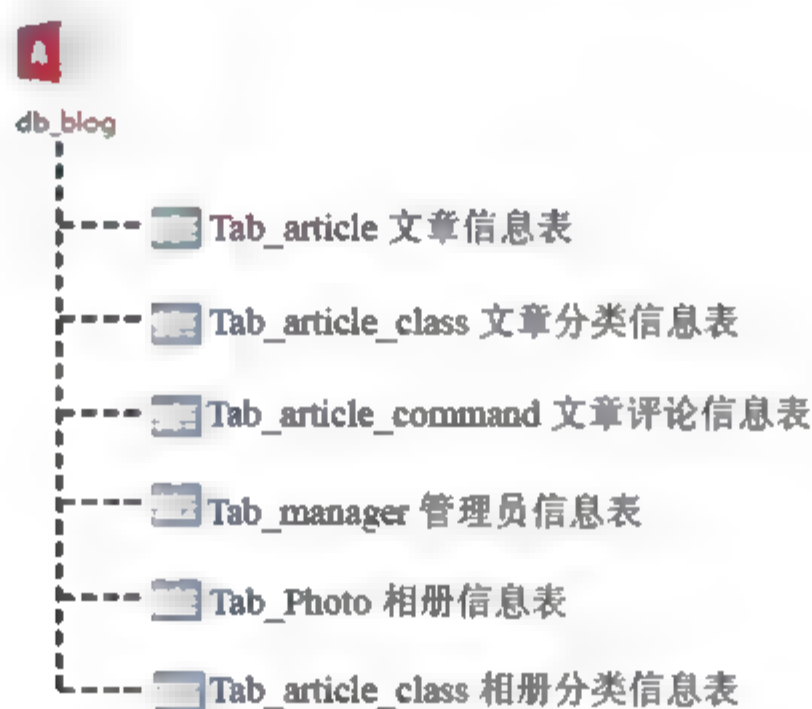 db_blog
Tab_article 文章信息表
Tab_article_class 文章分类信息表
Tab_article_command 文章评论信息表
Tab_manager 管理员信息表
Tab_Photo 相册信息表
Tab_article_class 相册分类信息表